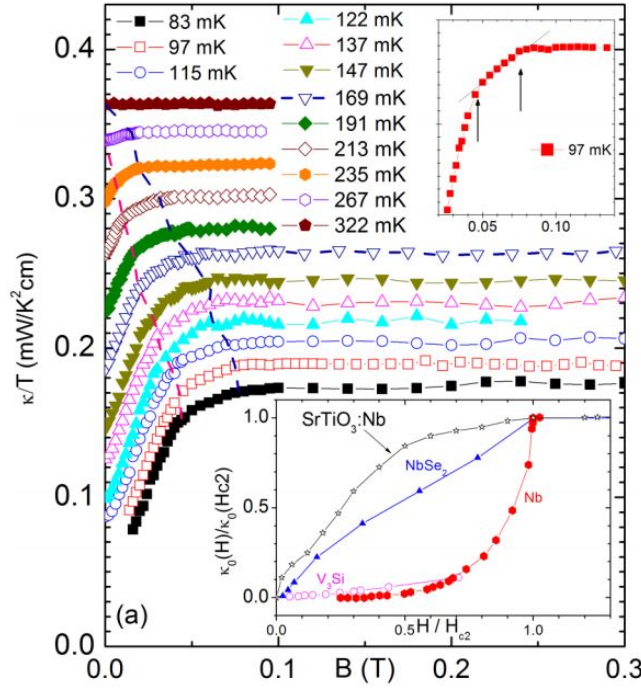 0.4
0.3
0.2
0.1
0.0
κ/T (mW/K²cm)
83 mK
97 mK
115 mK
122 mK
137 mK
147 mK
169 mK
191 mK
213 mK
235 mK
267 mK
322 mK
97 mK
0.05 0.10
SrTiO₃:Nb
NbSe₂
Nb
V₃Si
1.0
0.5
0.0
κ₀(H)/κ₀(Hc2)
0.0 0.5 1.0
H / H_c2
(a)
0.0 0.1 0.2 0.3
B (T)